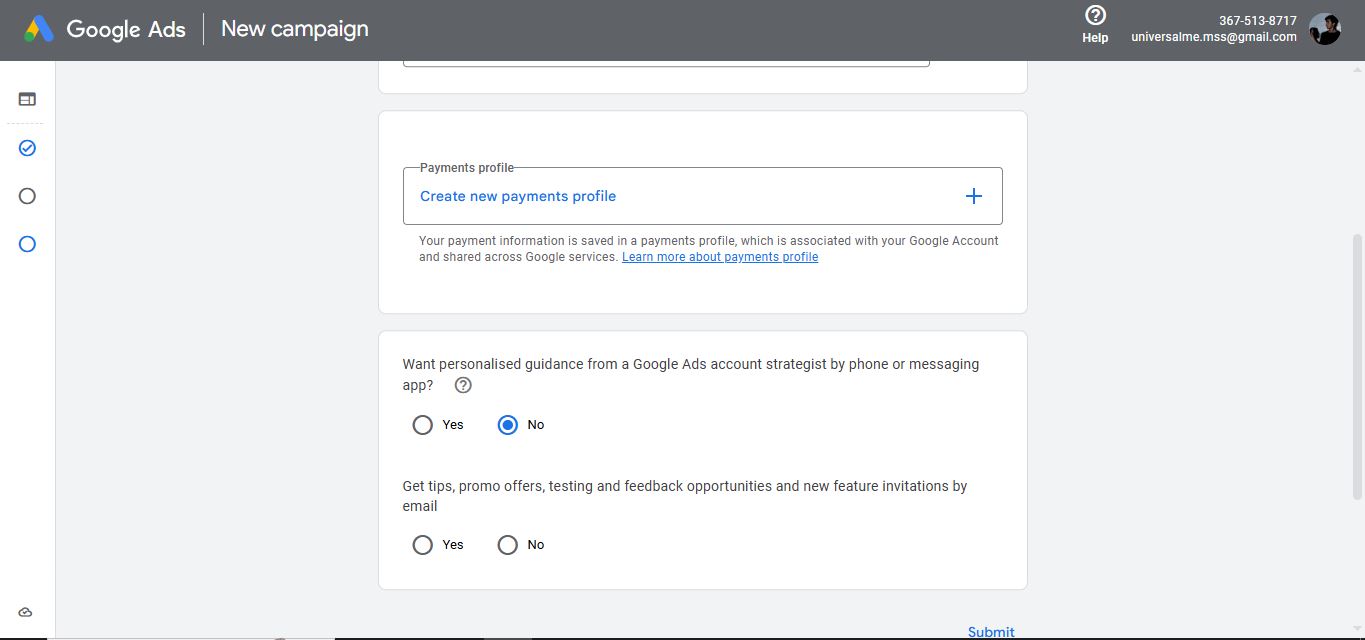 Google Ads
New campaign
Help
367-513-8717
universalme.mss@gmail.com
Payments profile
Create new payments profile
Your payment information is saved in a payments profile, which is associated with your Google Account
and shared across Google services. Learn more about payments profile
Want personalised guidance from a Google Ads account strategist by phone or messaging
app?
Yes
No
Get tips, promo offers, testing and feedback opportunities and new feature invitations by
email
Yes
No
Submit